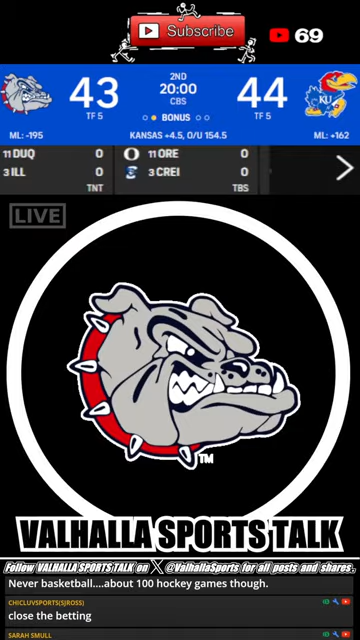 Subscribe
69
43
TF 5
2ND
20:00
CBS
BONUS
44
TF 5
KU
ML: -195
KANSAS +4.5, O/U 154.5
ML: +162
11 DUQ 0
3 ILL 0
TNT
11 ORE 0
3 CREI 0
TBS
LIVE
TM
VALHALLA SPORTS TALK
Follow VALHALLA SPORTS TALK on X @ValhallaSports for all posts and shares.
Never basketball....about 100 hockey games though.
CHICLUVSPORTS(SJROSS)
close the betting
SARAH SMULL